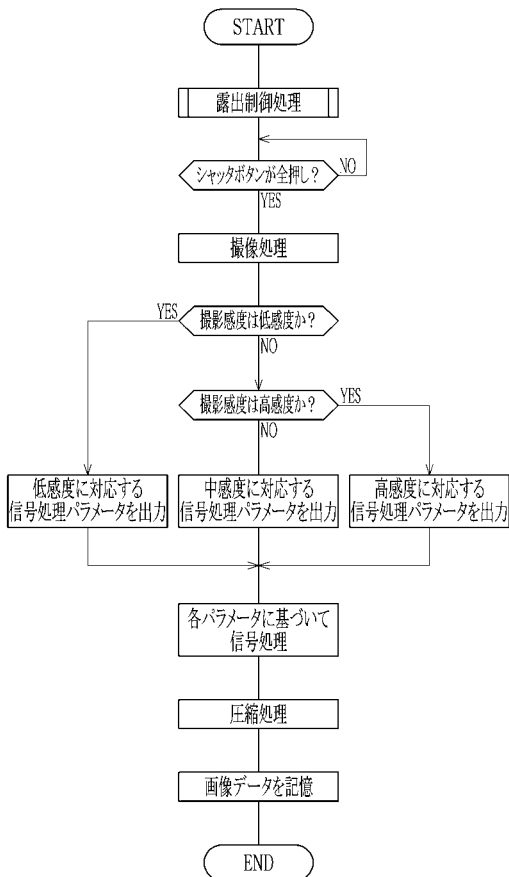 START
露出制御処理
シャッタボタンが全押し?
NO
YES
撮像処理
YES
撮影感度は低感度か?
NO
撮影感度は高感度か?
YES
NO
低感度に対応する
信号処理パラメータを出力
中感度に対応する
信号処理パラメータを出力
高感度に対応する
信号処理パラメータを出力
各パラメータに基づいて
信号処理
圧縮処理
画像データを記憶
END